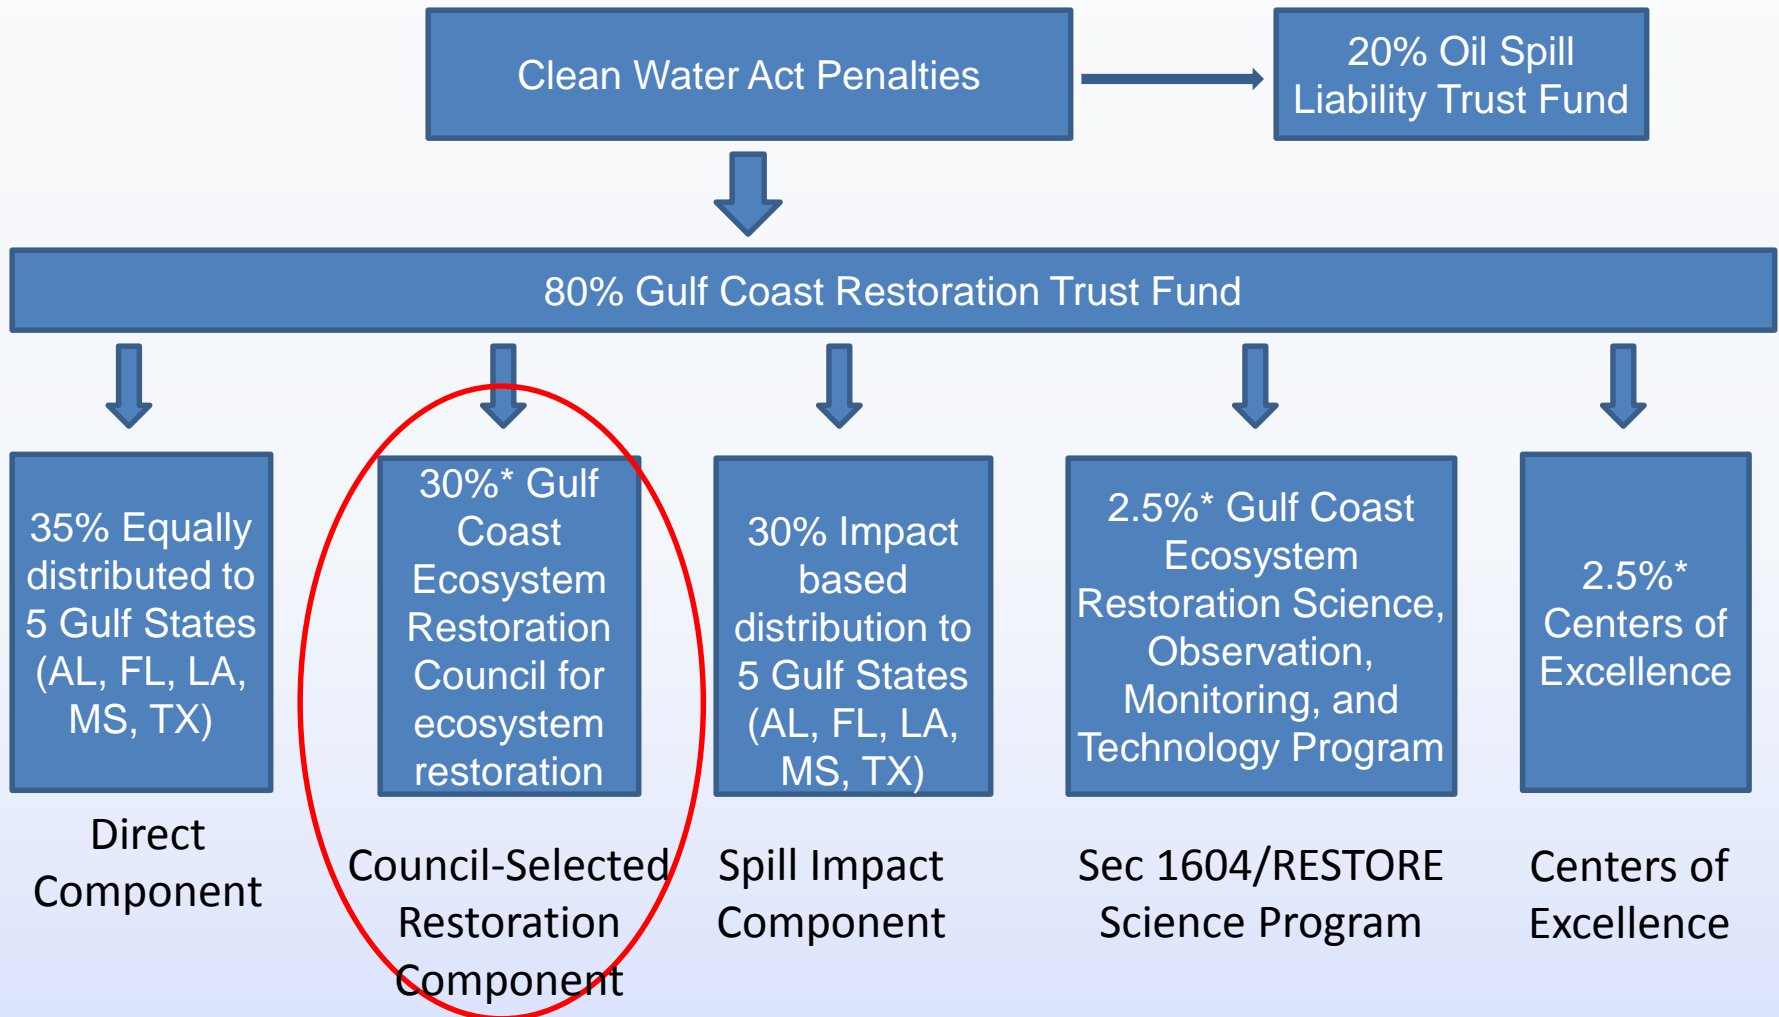 Clean Water Act Penalties
20% Oil Spill
Liability Trust Fund
80% Gulf Coast Restoration Trust Fund
35% Equally
distributed to
5 Gulf States
(AL, FL, LA,
MS, TX)
Direct
Component
30%* Gulf
Coast
Ecosystem
Restoration
Council for
ecosystem
restoration
Council-Selected
Restoration
Component
30% Impact
based
distribution to
5 Gulf States
(AL, FL, LA,
MS, TX)
Spill Impact
Component
2.5%* Gulf Coast
Ecosystem
Restoration Science,
Observation,
Monitoring, and
Technology Program
Sec 1604/RESTORE
Science Program
2.5%*
Centers of
Excellence
Centers of
Excellence